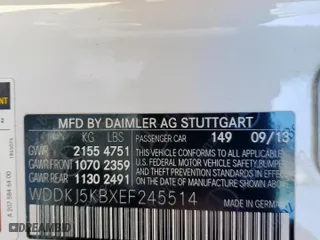 MFD BY DAIMLER AG STUTTGART
KG LBS PASSENGER CAR 149 09/13
GVWR 2155 4751
GAWR FRONT 1070 2359
GAWR REAR 1130 2491
THIS VEHICLE CONFORMS TO ALL APPLICABLE
U.S. FEDERAL MOTOR VEHICLE SAFETY, BUMPER,
AND THEFT PREVENTION STANDARDS IN EFFECT
ON THE DATE OF MANUFACTURE SHOWN ABOVE.
WDDKJ5KBXEF245514
MADE IN GERMANY